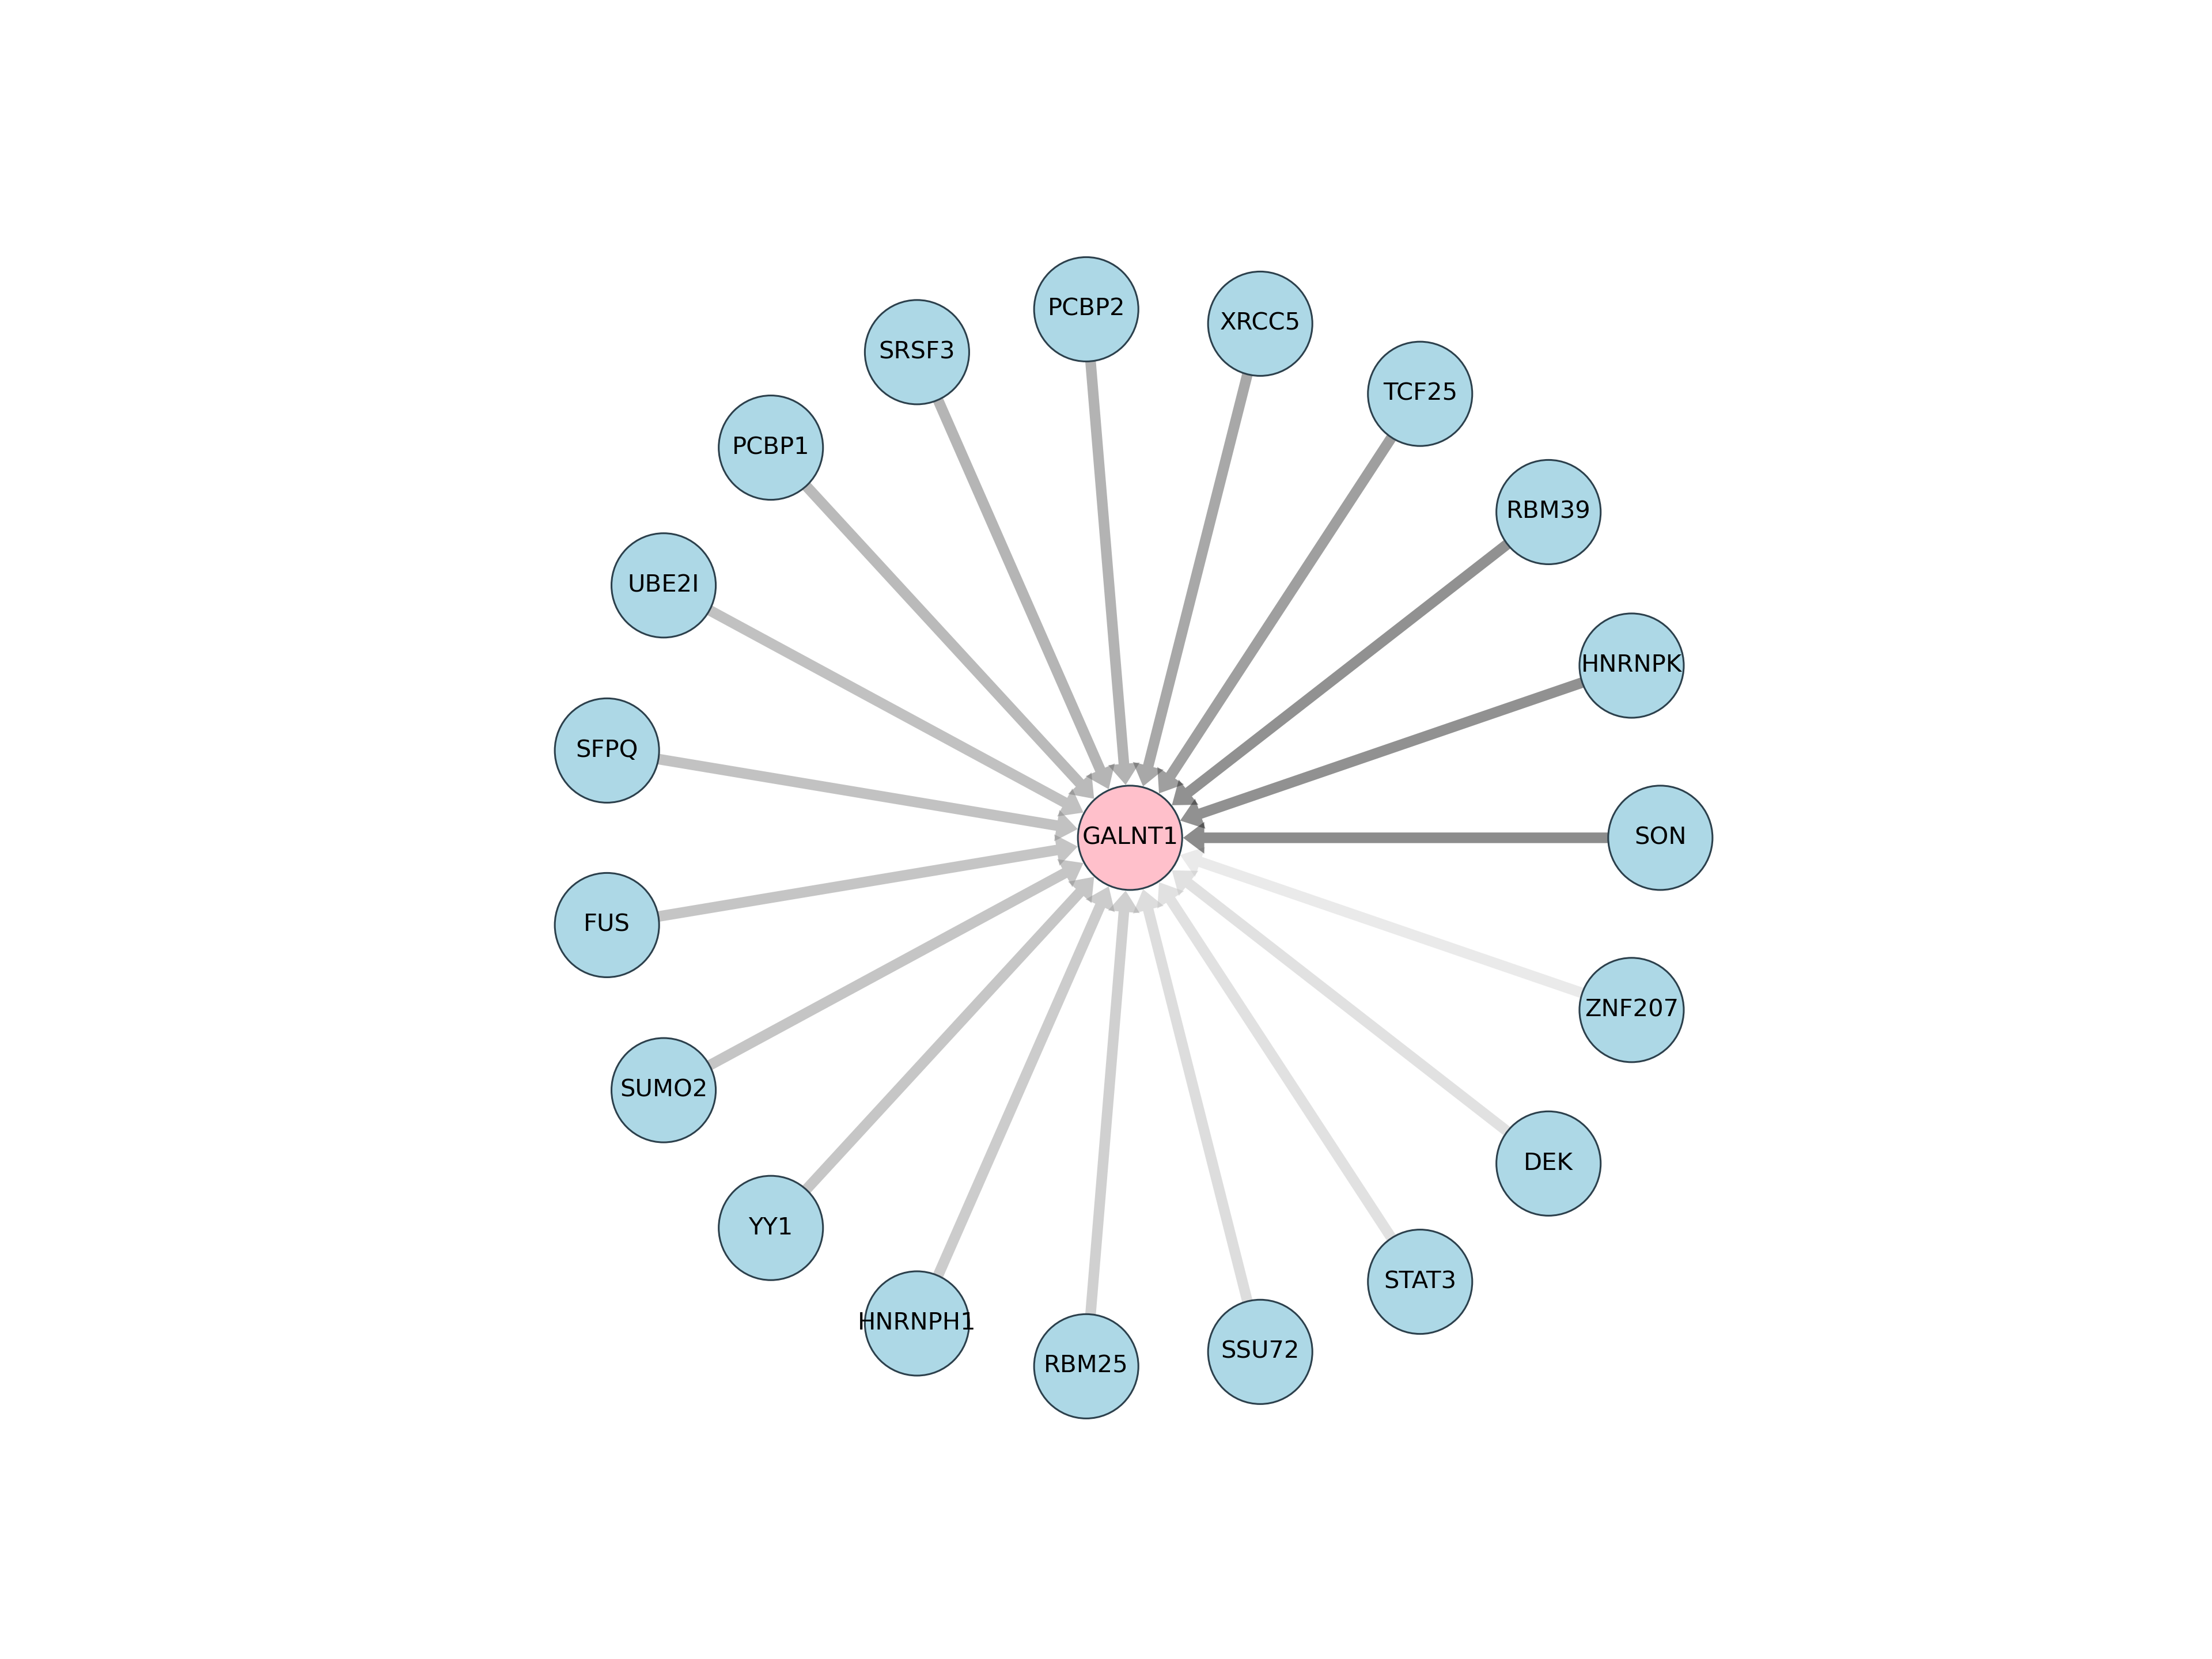 PCBP2
XRCC5
SRSF3
TCF25
PCBP1
RBM39
UBE2I
HNRNPK
SFPQ
GALNT1
SON
FUS
ZNF207
SUMO2
DEK
YY1
STAT3
HNRNPH1
SSU72
RBM25